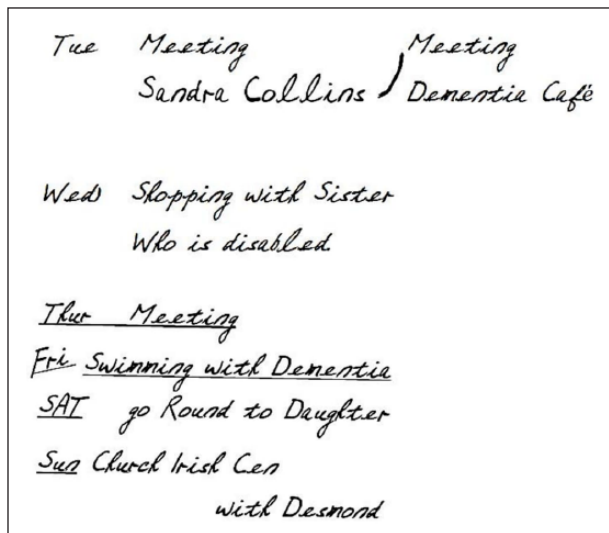 Tue Meeting / Meeting
Sandra Collins Dementia Café
Wed Shopping with Sister
Who is disabled.
Thur Meeting
Fri Swinning with Dementia
SAT go Round to Daughter
Sun Church Irish Cen
with Desmond